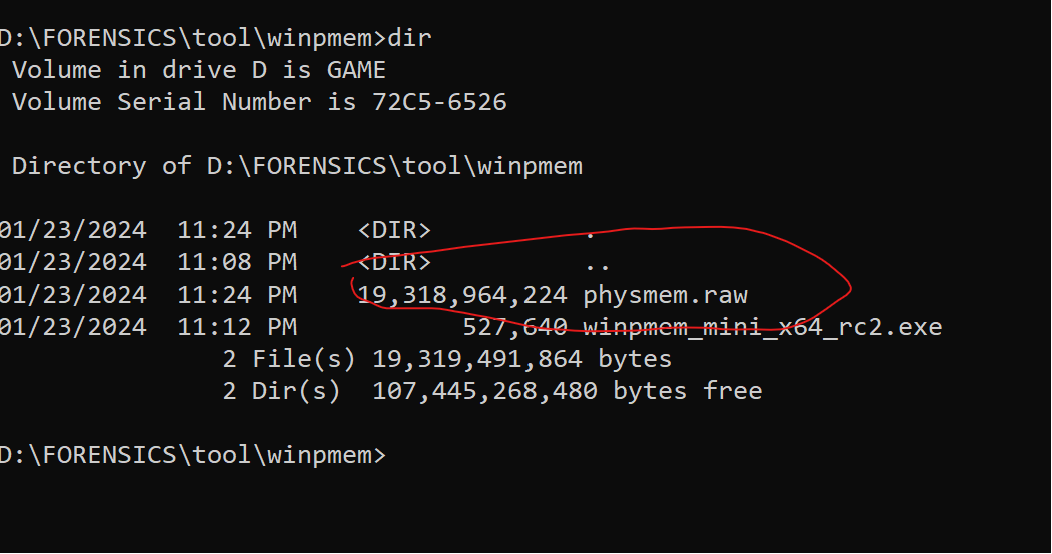 D:\FORENSICS\tool\winpmem>dir
Volume in drive D is GAME
Volume Serial Number is 72C5-6526
Directory of D:\FORENSICS\tool\winpmem
01/23/2024  11:24 PM    <DIR>          .
01/23/2024  11:08 PM    <DIR>          ..
01/23/2024  11:24 PM    19,318,964,224 physmem.raw
01/23/2024  11:12 PM           527,640 winpmem_mini_x64_rc2.exe
2 File(s) 19,319,491,864 bytes
2 Dir(s)  107,445,268,480 bytes free
D:\FORENSICS\tool\winpmem>